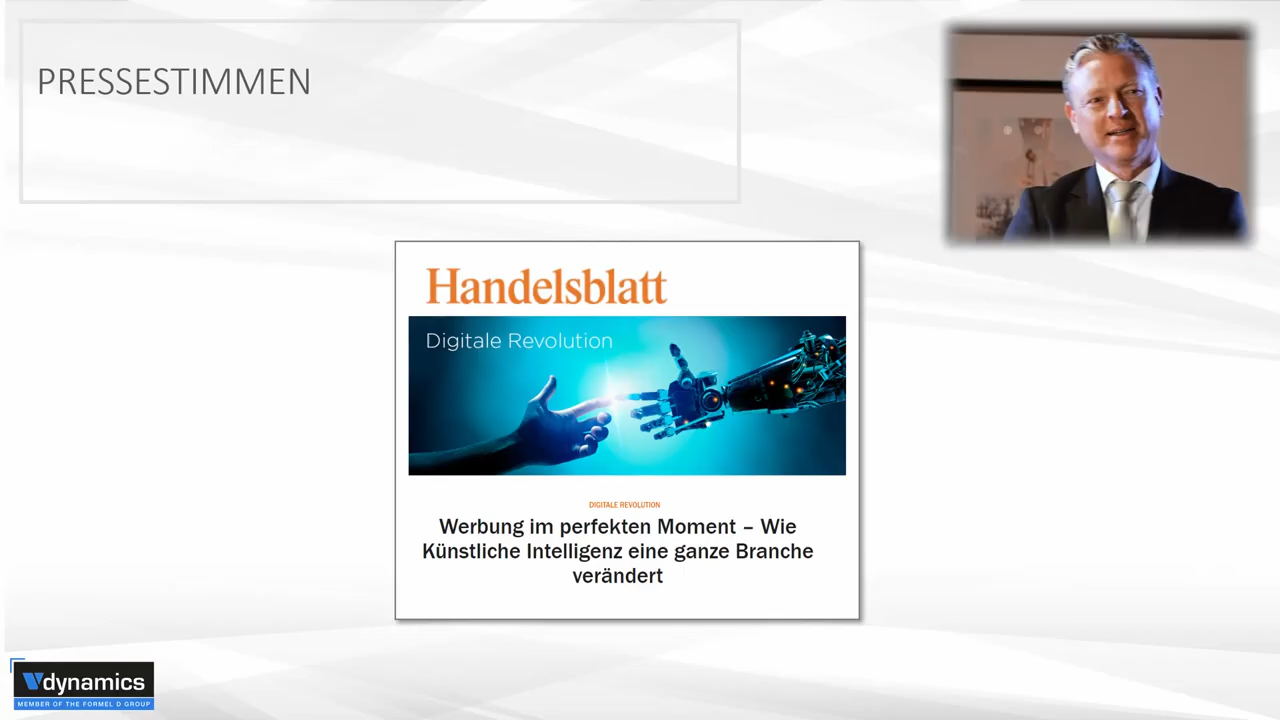 PRESSESTIMMEN
Handelsblatt
Digitale Revolution
DIGITALE REVOLUTION
Werbung im perfekten Moment – Wie
Künstliche Intelligenz eine ganze Branche
verändert
Vdynamics
MEMBER OF THE FORMEL D GROUP